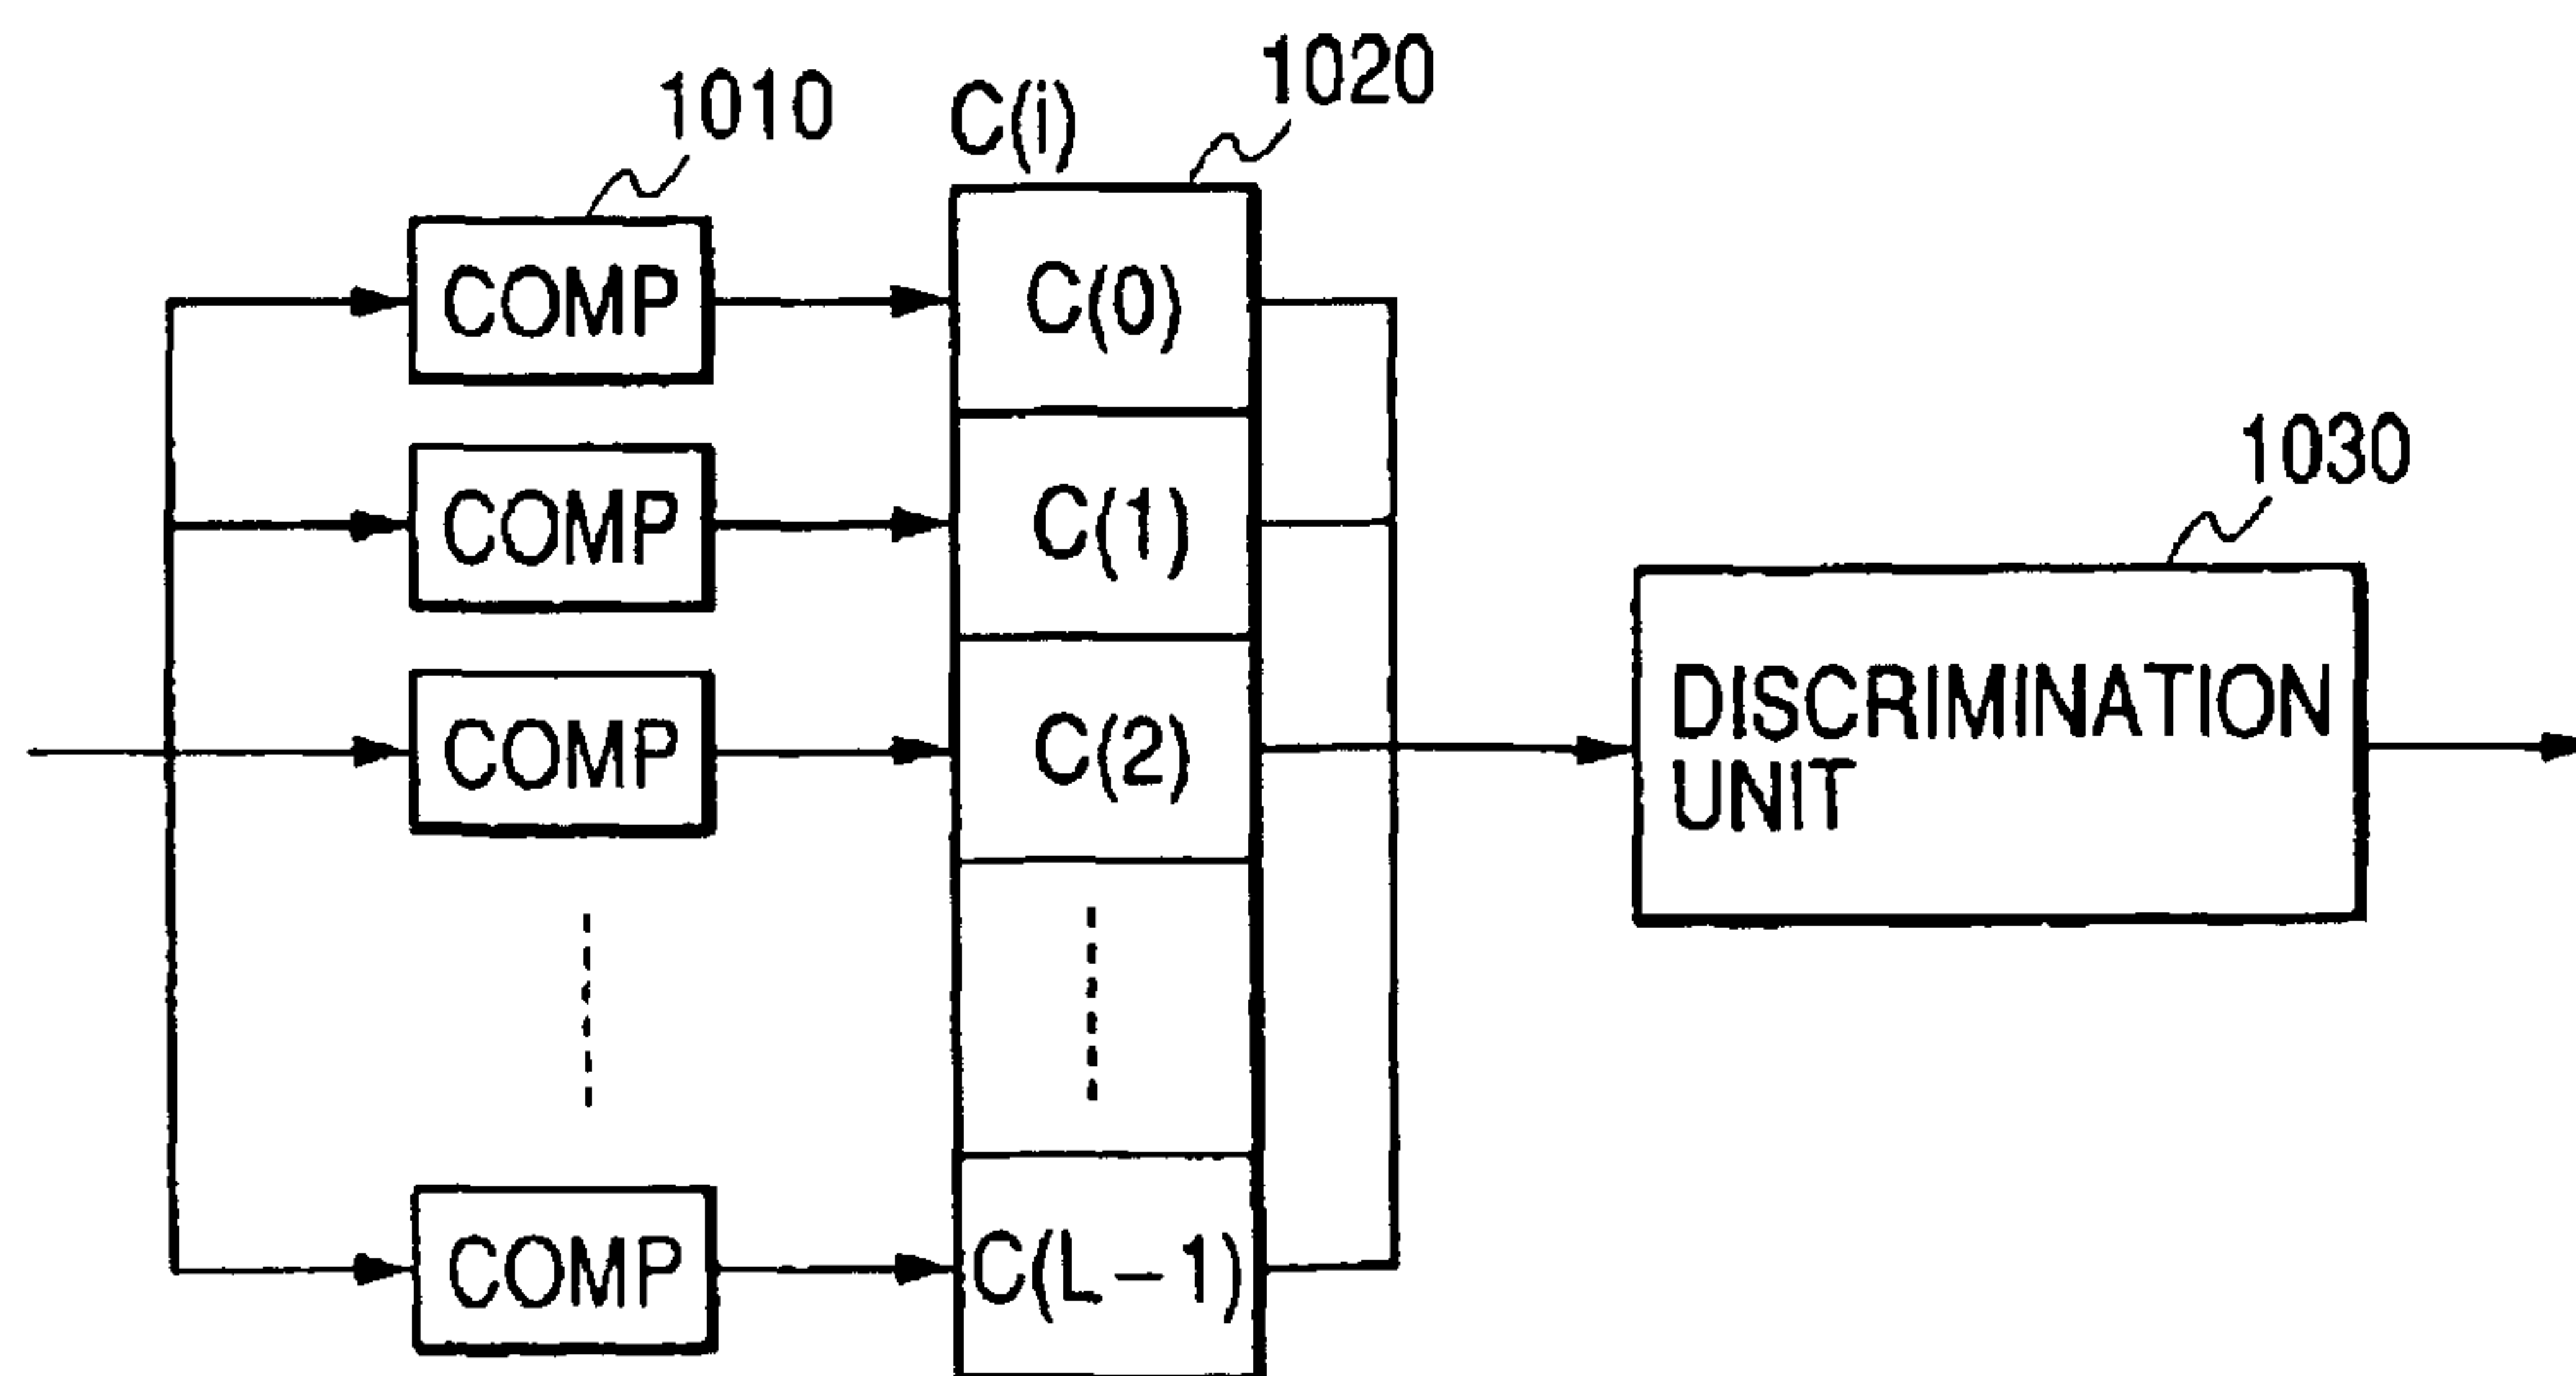 1010
C(i)
1020
COMP
C(0)
COMP
C(1)
1030
COMP
C(2)
DISCRIMINATION
UNIT
COMP
C(L-1)